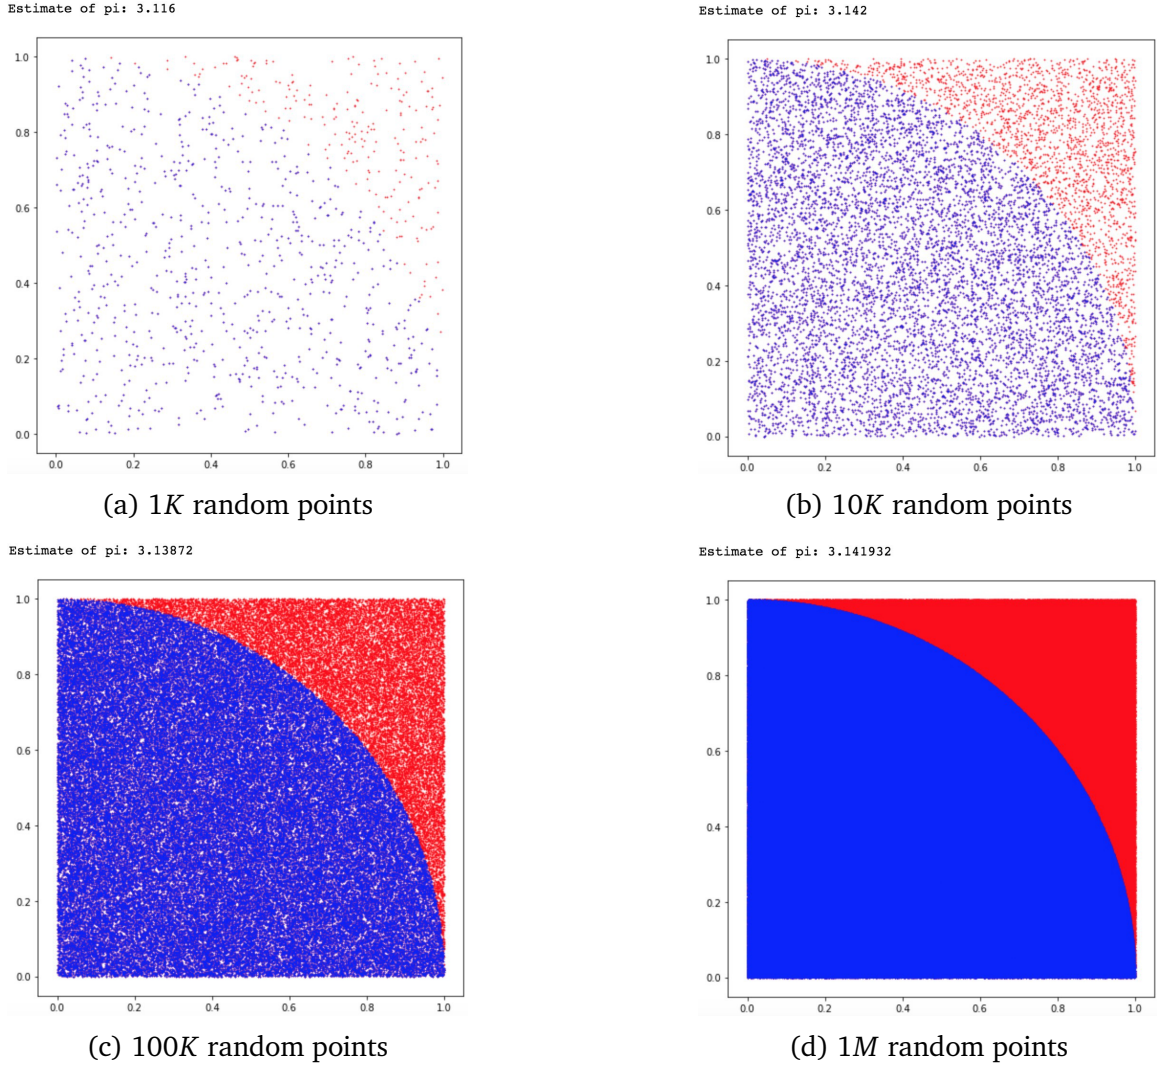 Estimate of pi: 3.116
1.0
0.8
0.6
0.4
0.2
0.0
0.0 0.2 0.4 0.6 0.8 1.0
(a) 1K random points
Estimate of pi: 3.142
1.0
0.8
0.6
0.4
0.2
0.0
0.0 0.2 0.4 0.6 0.8 1.0
(b) 10K random points
Estimate of pi: 3.13872
1.0
0.8
0.6
0.4
0.2
0.0
0.0 0.2 0.4 0.6 0.8 1.0
(c) 100K random points
Estimate of pi: 3.141932
1.0
0.8
0.6
0.4
0.2
0.0
0.0 0.2 0.4 0.6 0.8 1.0
(d) 1M random points